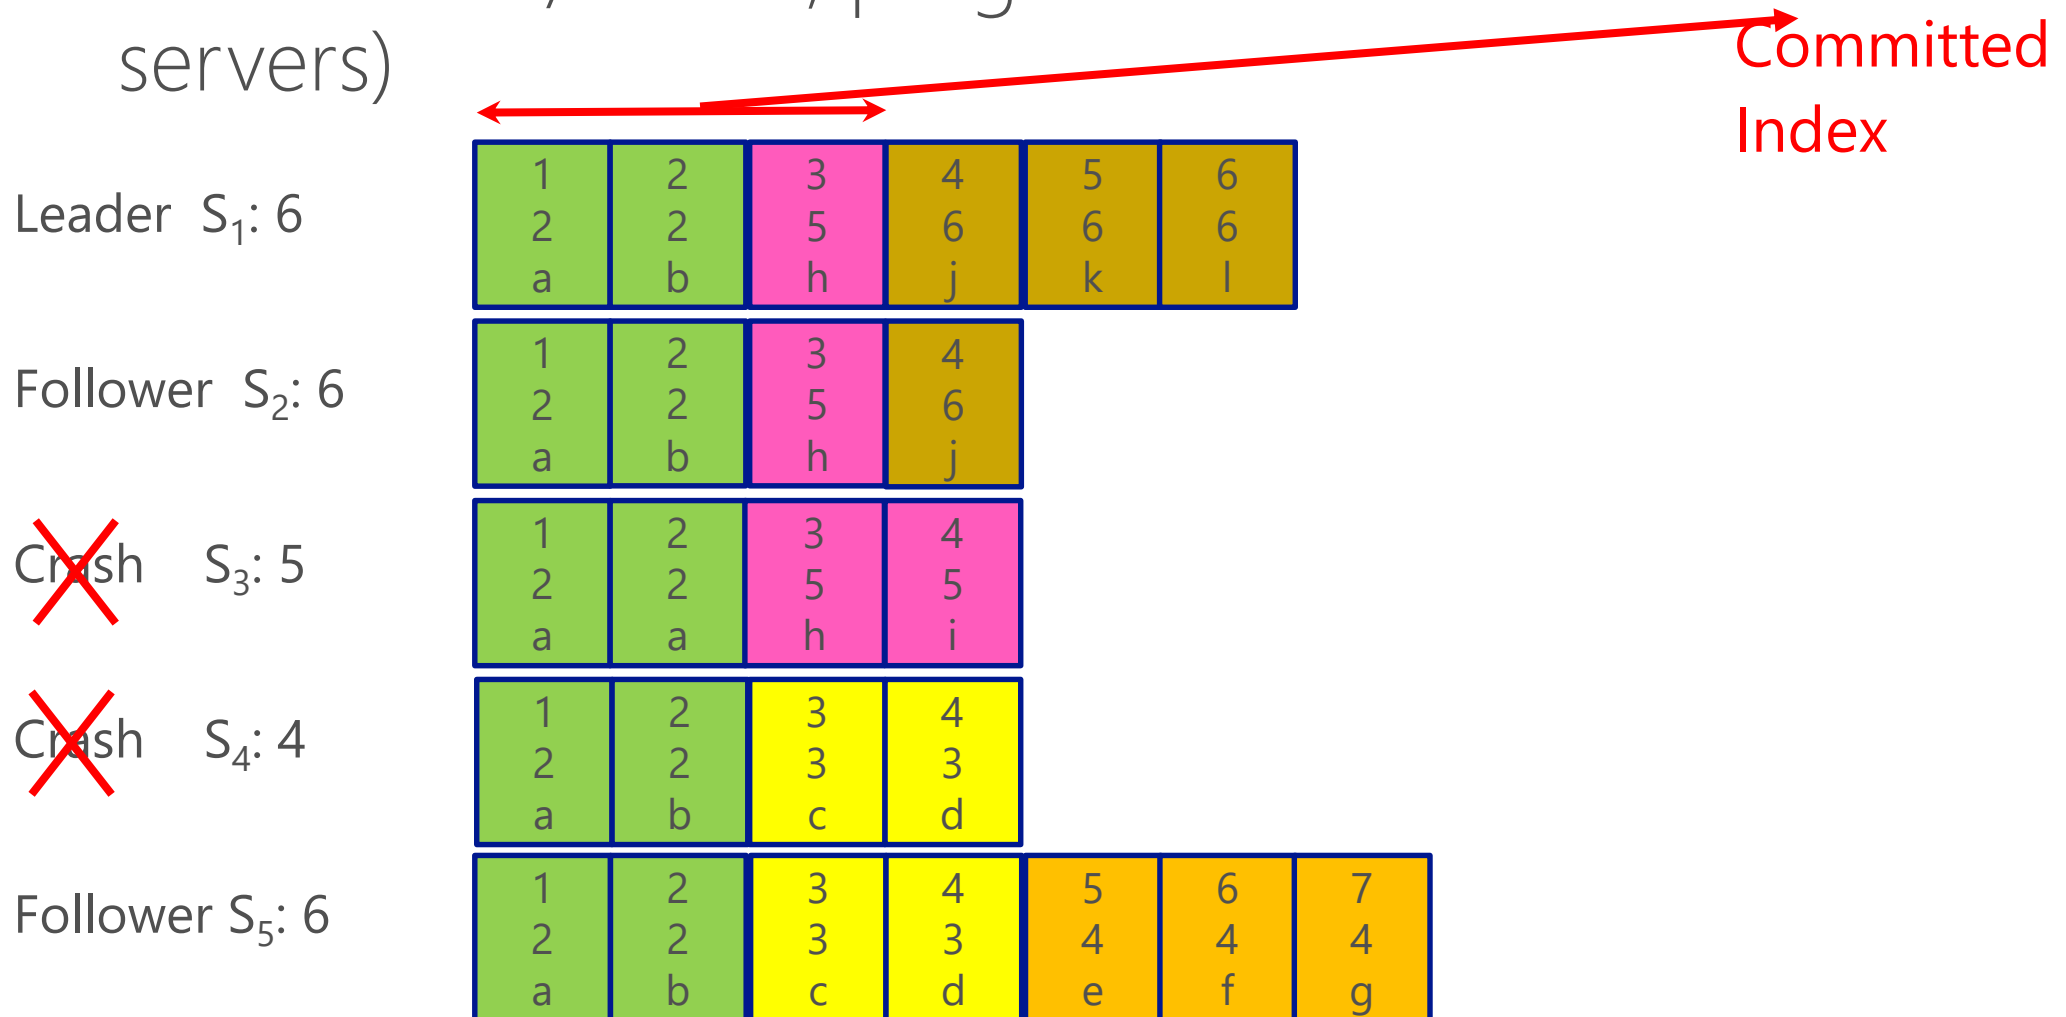 servers)
Committed
Index
Leader S1: 6
1 2 3 4 5 6
2 2 5 6 6 6
a b h j k l
Follower S2: 6
1 2 3 4
2 2 5 6
a b h j
Crash S3: 5
1 2 3 4
2 2 5 5
a a h i
Crash S4: 4
1 2 3 4
2 2 3 3
a b c d
Follower S5: 6
1 2 3 4 5 6 7
2 2 3 3 4 4 4
a b c d e f g